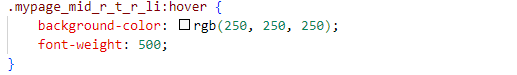 .mypage_mid_r_t_r_li:hover {
    background-color: rgb(250, 250, 250);
    font-weight: 500;
}